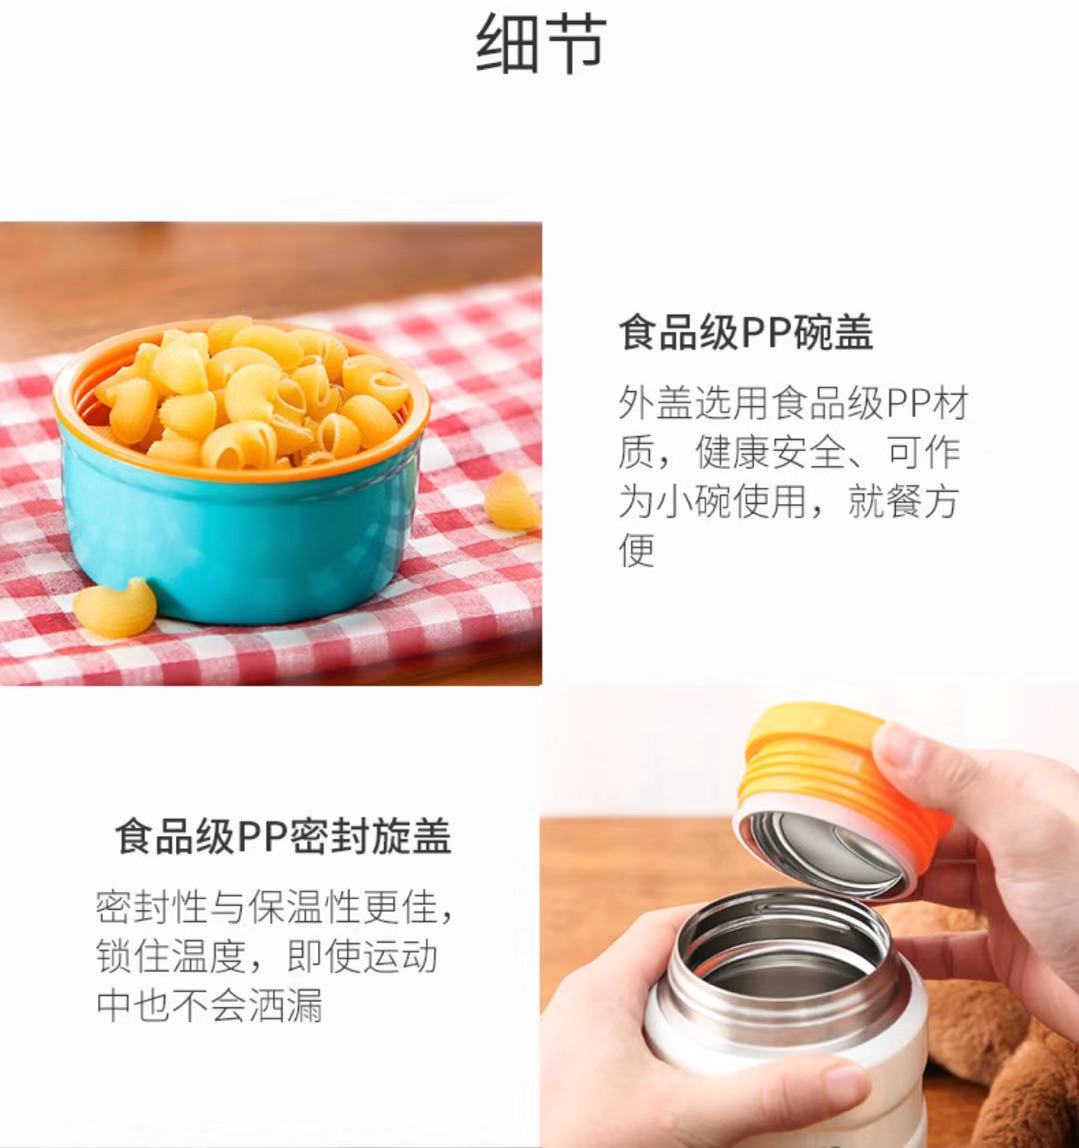 细节
食品级PP碗盖
外盖选用食品级PP材
质，健康安全、可作
为小碗使用，就餐方
便
食品级PP密封旋盖
密封性与保温性更佳，
锁住温度，即使运动
中也不会洒漏